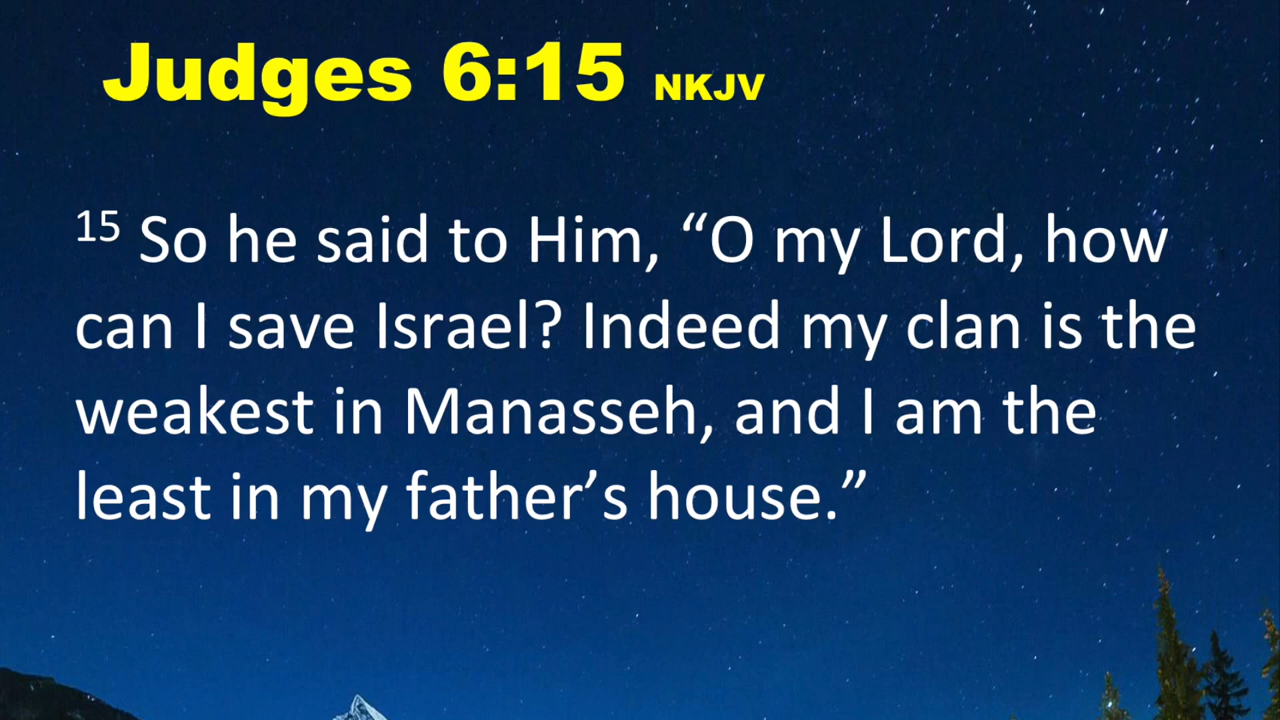 Judges 6:15 NKJV
15 So he said to Him, “O my Lord, how
can I save Israel? Indeed my clan is the
weakest in Manasseh, and I am the
least in my father’s house.”